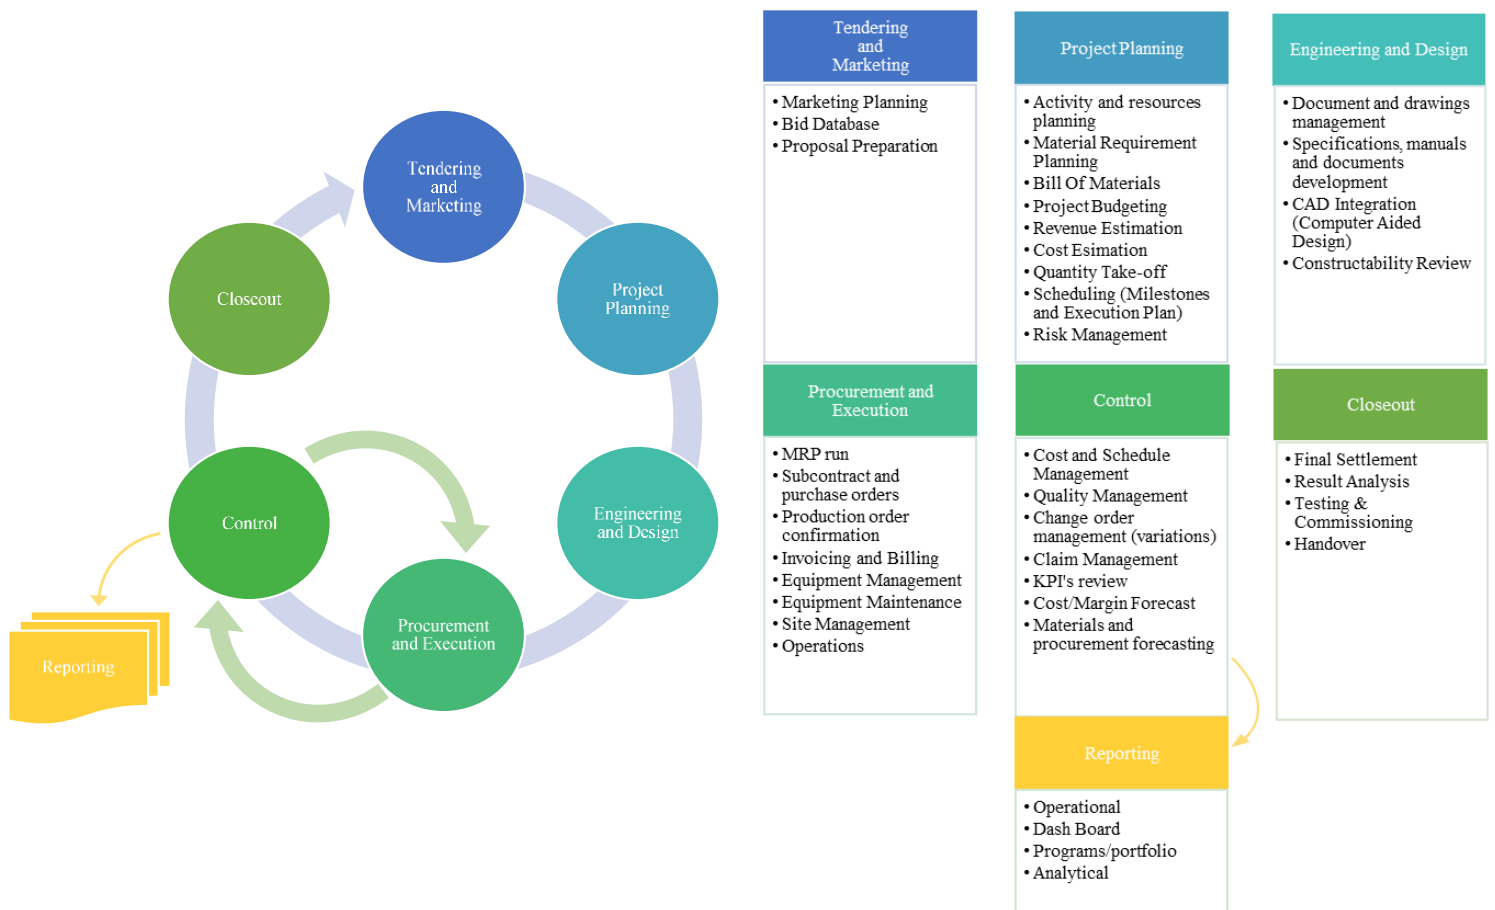 Tendering
and
Marketing
Project
Planning
Engineering
and Design
Procurement
and Execution
Control
Closeout
Reporting
Tendering
and
Marketing
• Marketing Planning
• Bid Database
• Proposal Preparation
Project Planning
• Activity and resources
planning
• Material Requirement
Planning
• Bill Of Materials
• Project Budgeting
• Revenue Estimation
• Cost Esimation
• Quantity Take-off
• Scheduling (Milestones
and Execution Plan)
• Risk Management
Engineering and Design
• Document and drawings
management
• Specifications, manuals
and documents
development
• CAD Integration
(Computer Aided
Design)
• Constructability Review
Procurement and
Execution
• MRP run
• Subcontract and
purchase orders
• Production order
confirmation
• Invoicing and Billing
• Equipment Management
• Equipment Maintenance
• Site Management
• Operations
Control
• Cost and Schedule
Management
• Quality Management
• Change order
management (variations)
• Claim Management
• KPI's review
• Cost/Margin Forecast
• Materials and
procurement forecasting
Closeout
• Final Settlement
• Result Analysis
• Testing &
Commissioning
• Handover
Reporting
• Operational
• Dash Board
• Programs/portfolio
• Analytical